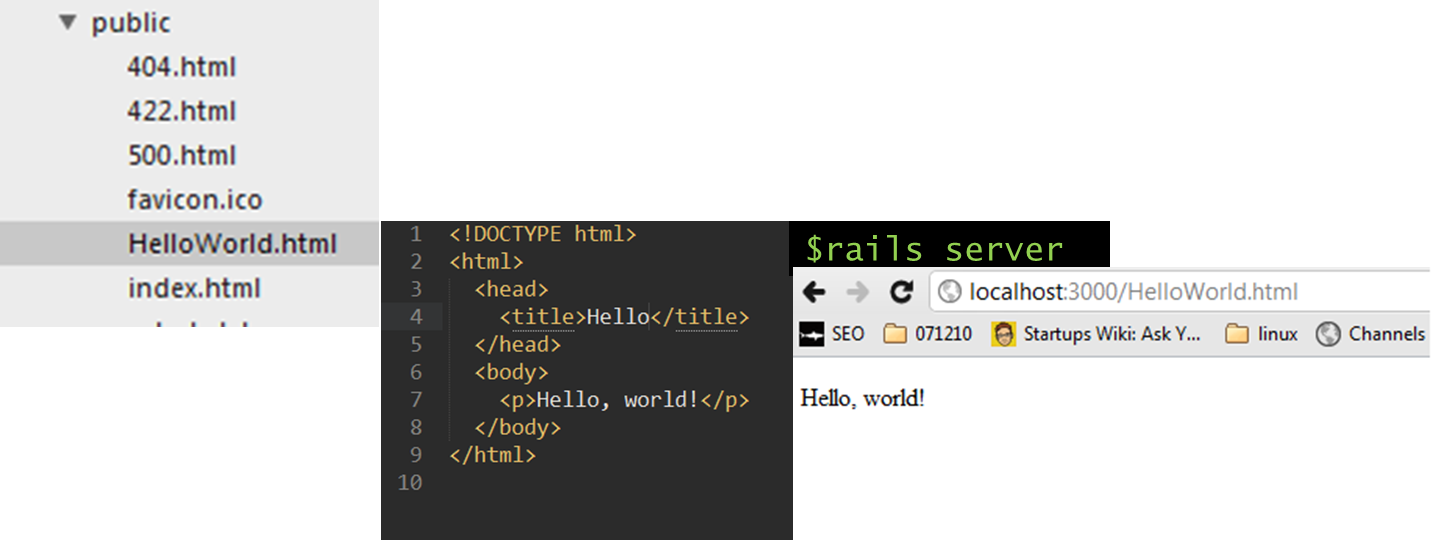 public
404.html
422.html
500.html
favicon.ico
HelloWorld.html
index.html
1 <!DOCTYPE html>
2 <html>
3 <head>
4 <title>Hello</title>
5 </head>
6 <body>
7 <p>Hello, world!</p>
8 </body>
9 </html>
10
$rails server
localhost:3000/HelloWorld.html
SEO 071210 Startups Wiki: Ask Y... linux Channels
Hello, world!